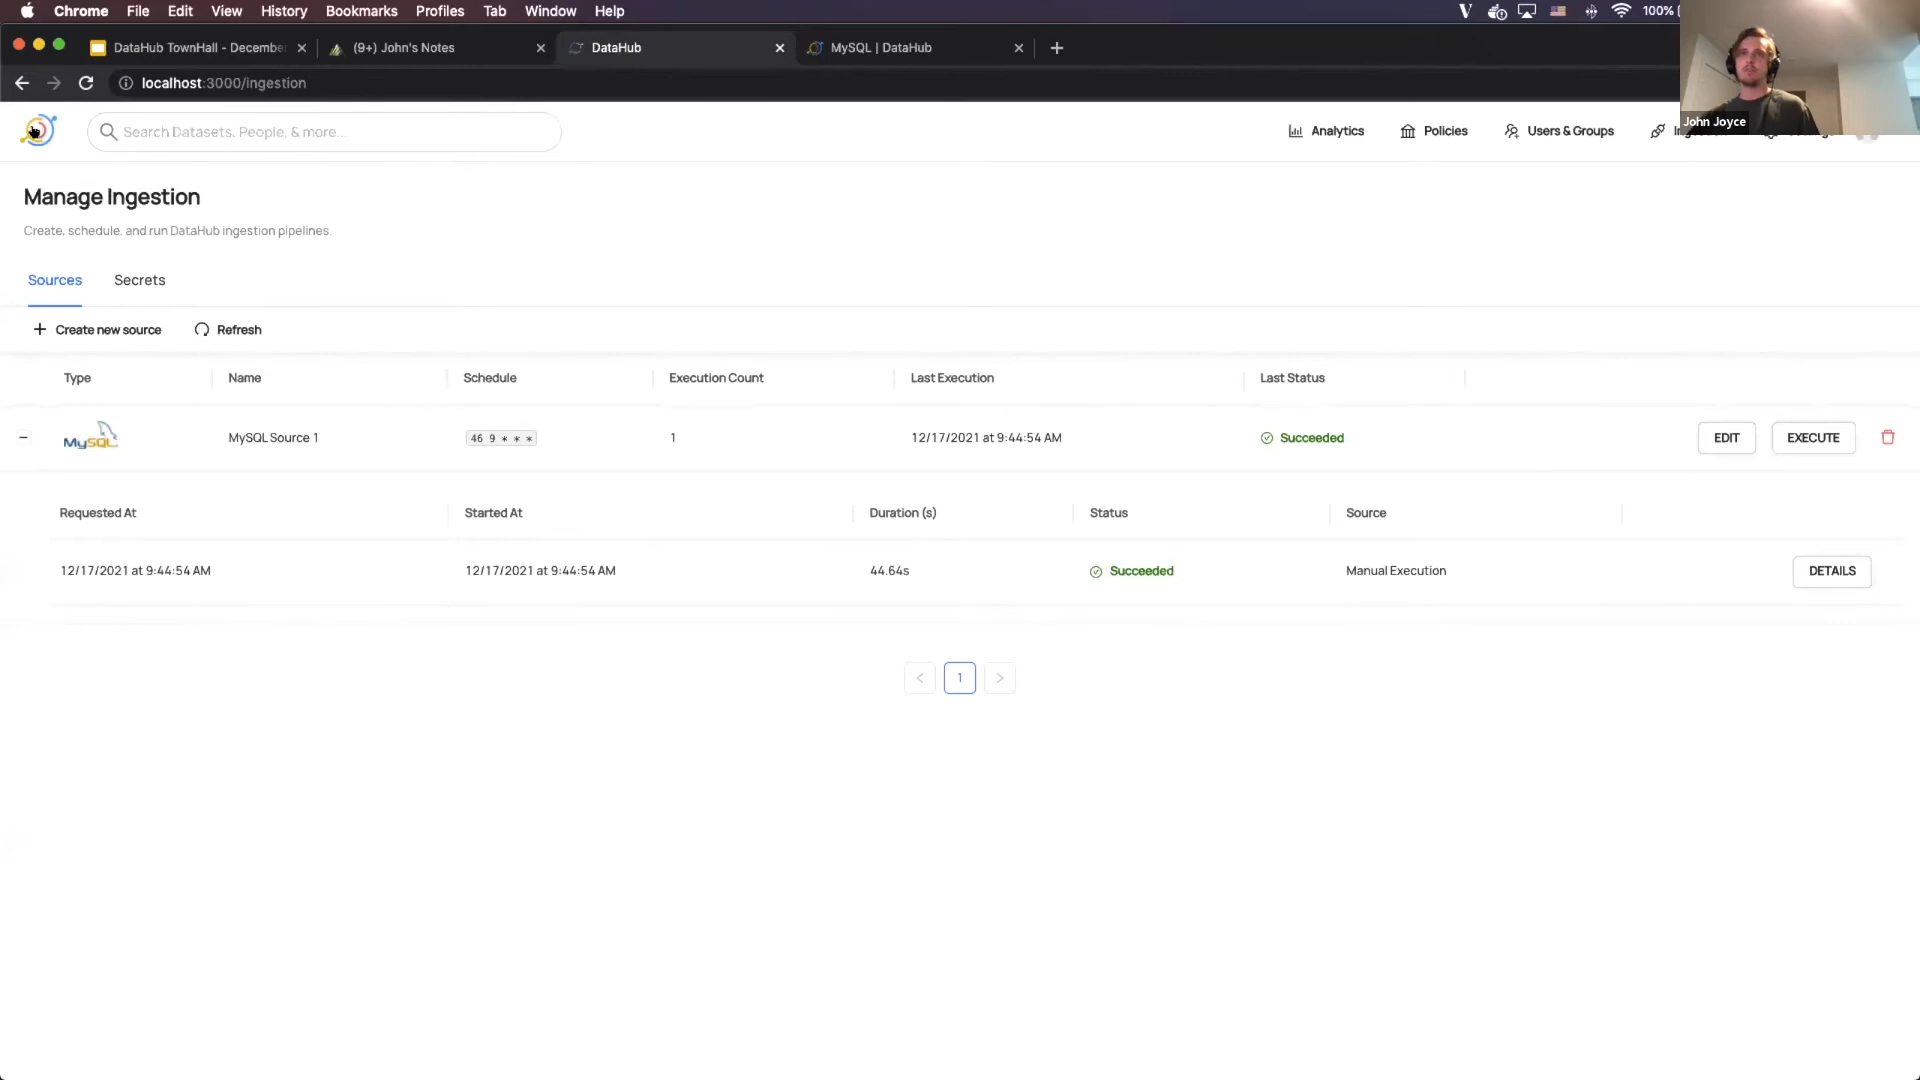 Chrome File Edit View History Bookmarks Profiles Tab Window Help 100%
DataHub TownHall - December (9+) John's Notes DataHub MySQL | DataHub
localhost:3000/ingestion
John Joyce
Search Datasets, People, & more... Analytics Policies Users & Groups
Manage Ingestion
Create, schedule, and run DataHub ingestion pipelines.
Sources Secrets
Create new source Refresh
Type Name Schedule Execution Count Last Execution Last Status
MySQL MySQL Source 1 46 9 * * * 1 12/17/2021 at 9:44:54 AM Succeeded EDIT EXECUTE
Requested At Started At Duration (s) Status Source
12/17/2021 at 9:44:54 AM 12/17/2021 at 9:44:54 AM 44.64s Succeeded Manual Execution DETAILS
< 1 >